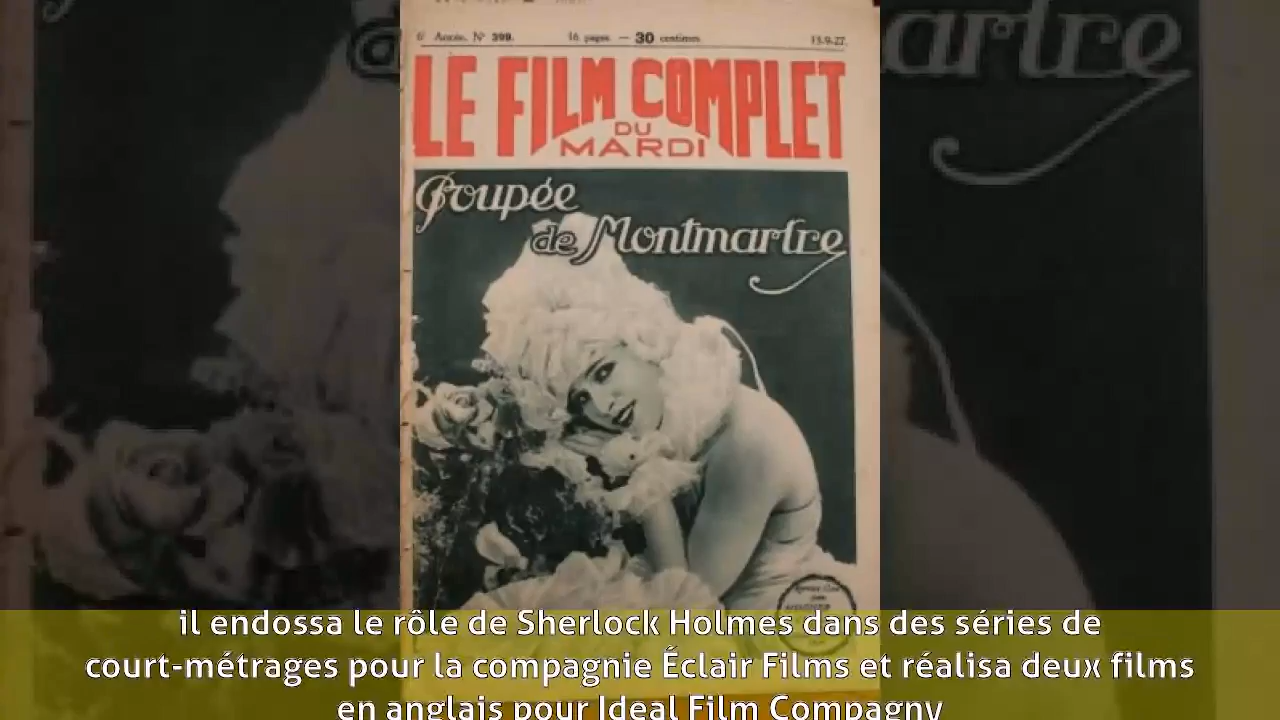 6e Année. N° 399. 16 pages. — 30 centimes 13-9-27.
LE FILM COMPLET
DU
MARDI
Poupée
de Montmartre
il endossa le rôle de Sherlock Holmes dans des séries de
court-métrages pour la compagnie Éclair Films et réalisa deux films
en anglais pour Ideal Film Compagny